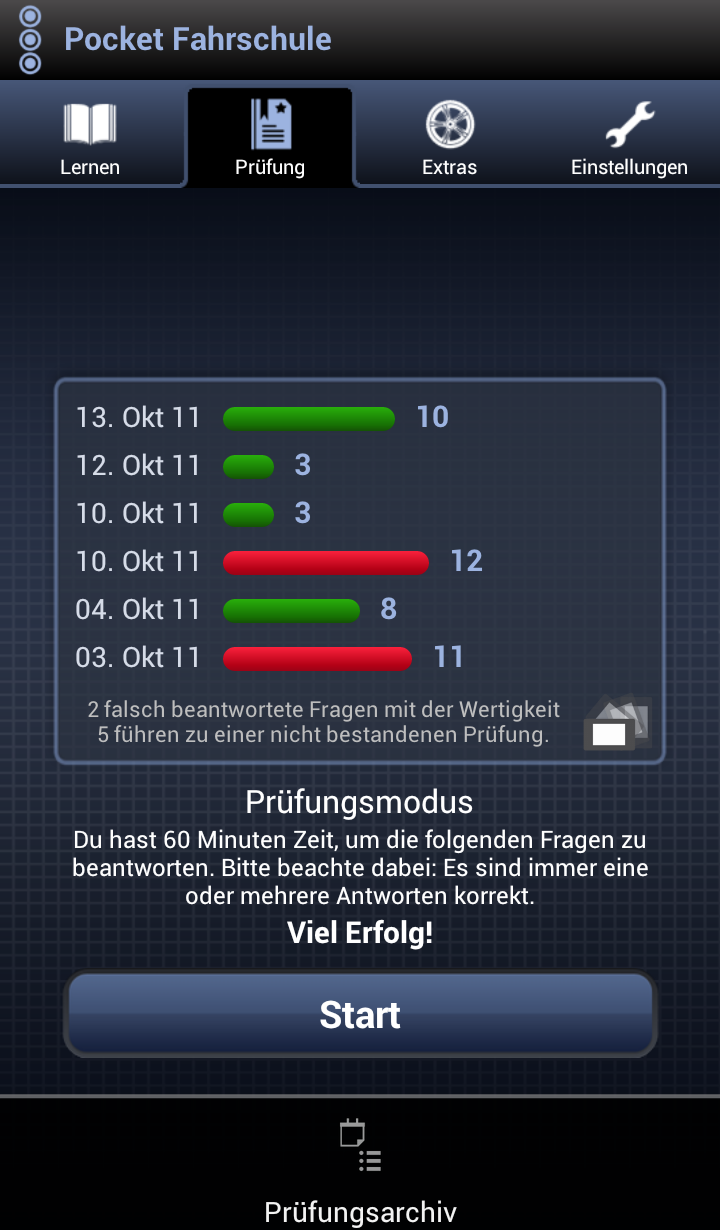 Pocket Fahrschule
Lernen
Prüfung
Extras
Einstellungen
13. Okt 11 10
12. Okt 11 3
10. Okt 11 3
10. Okt 11 12
04. Okt 11 8
03. Okt 11 11
2 falsch beantwortete Fragen mit der Wertigkeit
5 führen zu einer nicht bestandenen Prüfung.
Prüfungsmodus
Du hast 60 Minuten Zeit, um die folgenden Fragen zu
beantworten. Bitte beachte dabei: Es sind immer eine
oder mehrere Antworten korrekt.
Viel Erfolg!
Start
Prüfungsarchiv